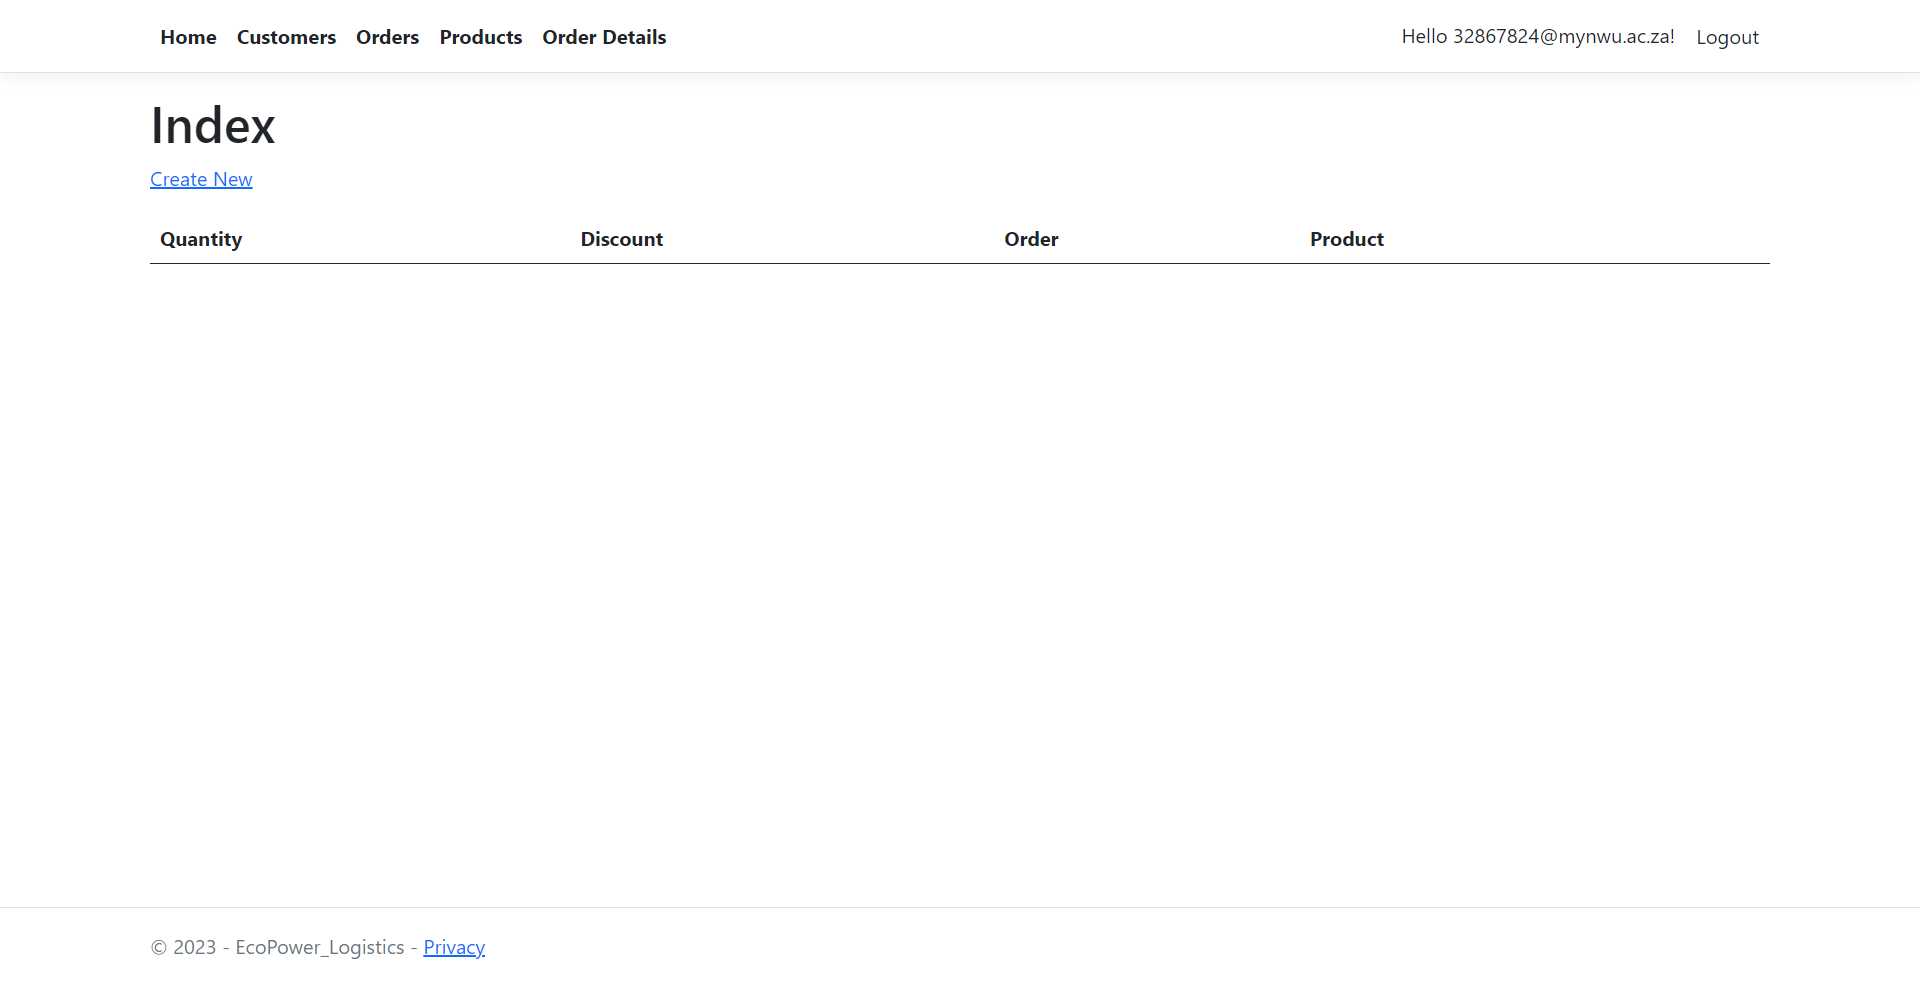 Home Customers Orders Products Order Details Hello 32867824@mynwu.ac.za! Logout
Index
Create New
Quantity Discount Order Product
© 2023 - EcoPower_Logistics - Privacy